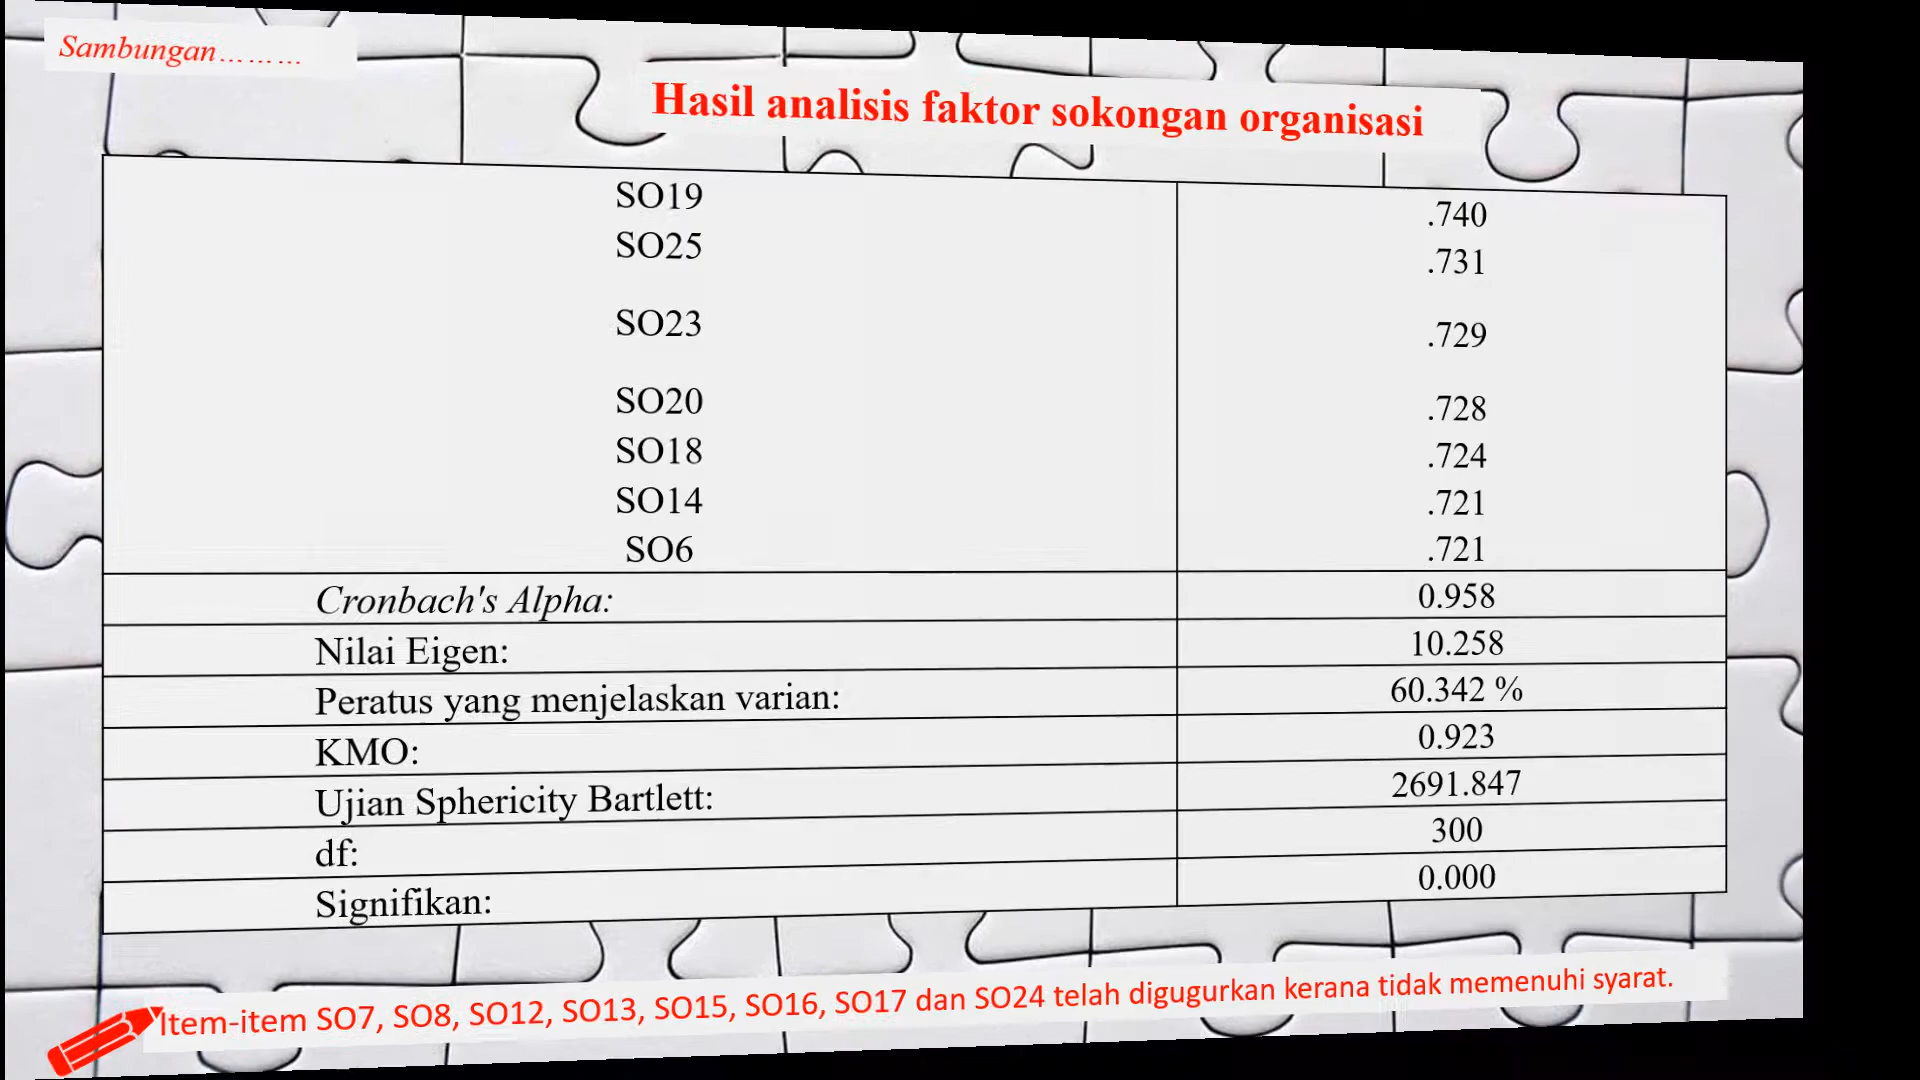 Sambungan………
Hasil analisis faktor sokongan organisasi
SO19 .740
SO25 .731
SO23 .729
SO20 .728
SO18 .724
SO14 .721
SO6 .721
Cronbach's Alpha: 0.958
Nilai Eigen: 10.258
Peratus yang menjelaskan varian: 60.342 %
KMO: 0.923
Ujian Sphericity Bartlett: 2691.847
df: 300
Signifikan: 0.000
Item-item SO7, SO8, SO12, SO13, SO15, SO16, SO17 dan SO24 telah digugurkan kerana tidak memenuhi syarat.